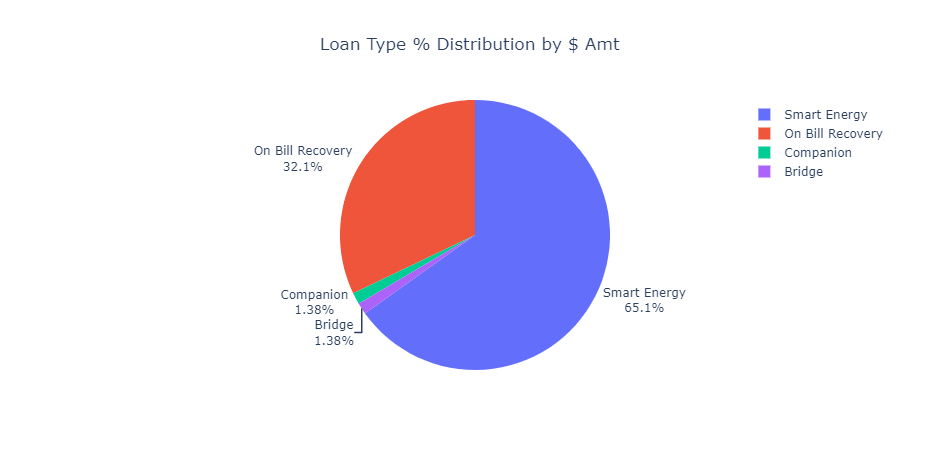 Loan Type % Distribution by $ Amt
On Bill Recovery
32.1%
Companion
1.38%
Bridge
1.38%
Smart Energy
65.1%
Smart Energy
On Bill Recovery
Companion
Bridge